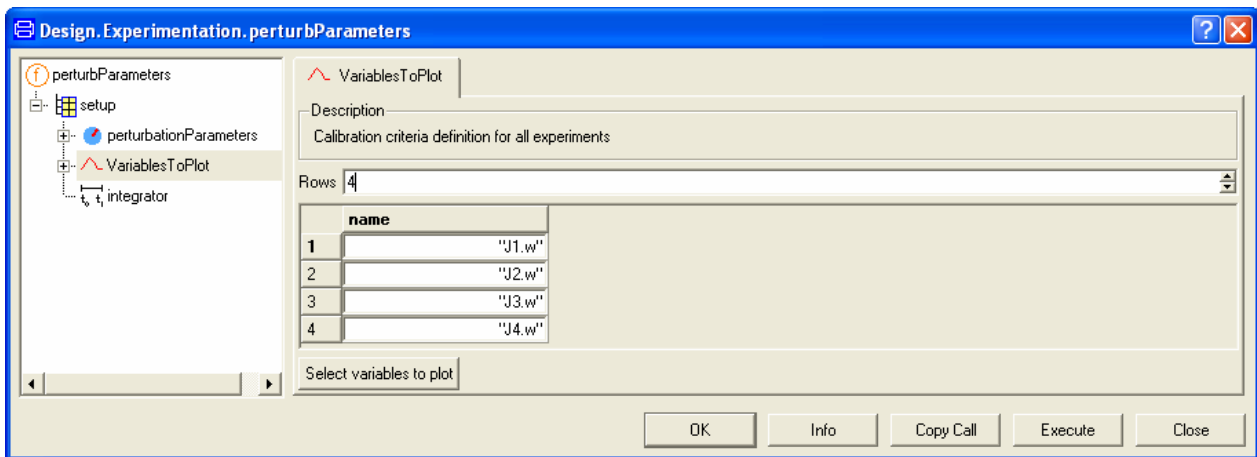 Design.Experimentation.perturbParameters
perturbParameters
setup
perturbationParameters
VariablesToPlot
integrator
VariablesToPlot
Description
Calibration criteria definition for all experiments
Rows 4
name
1 "J1.w"
2 "J2.w"
3 "J3.w"
4 "J4.w"
Select variables to plot
OK Info Copy Call Execute Close